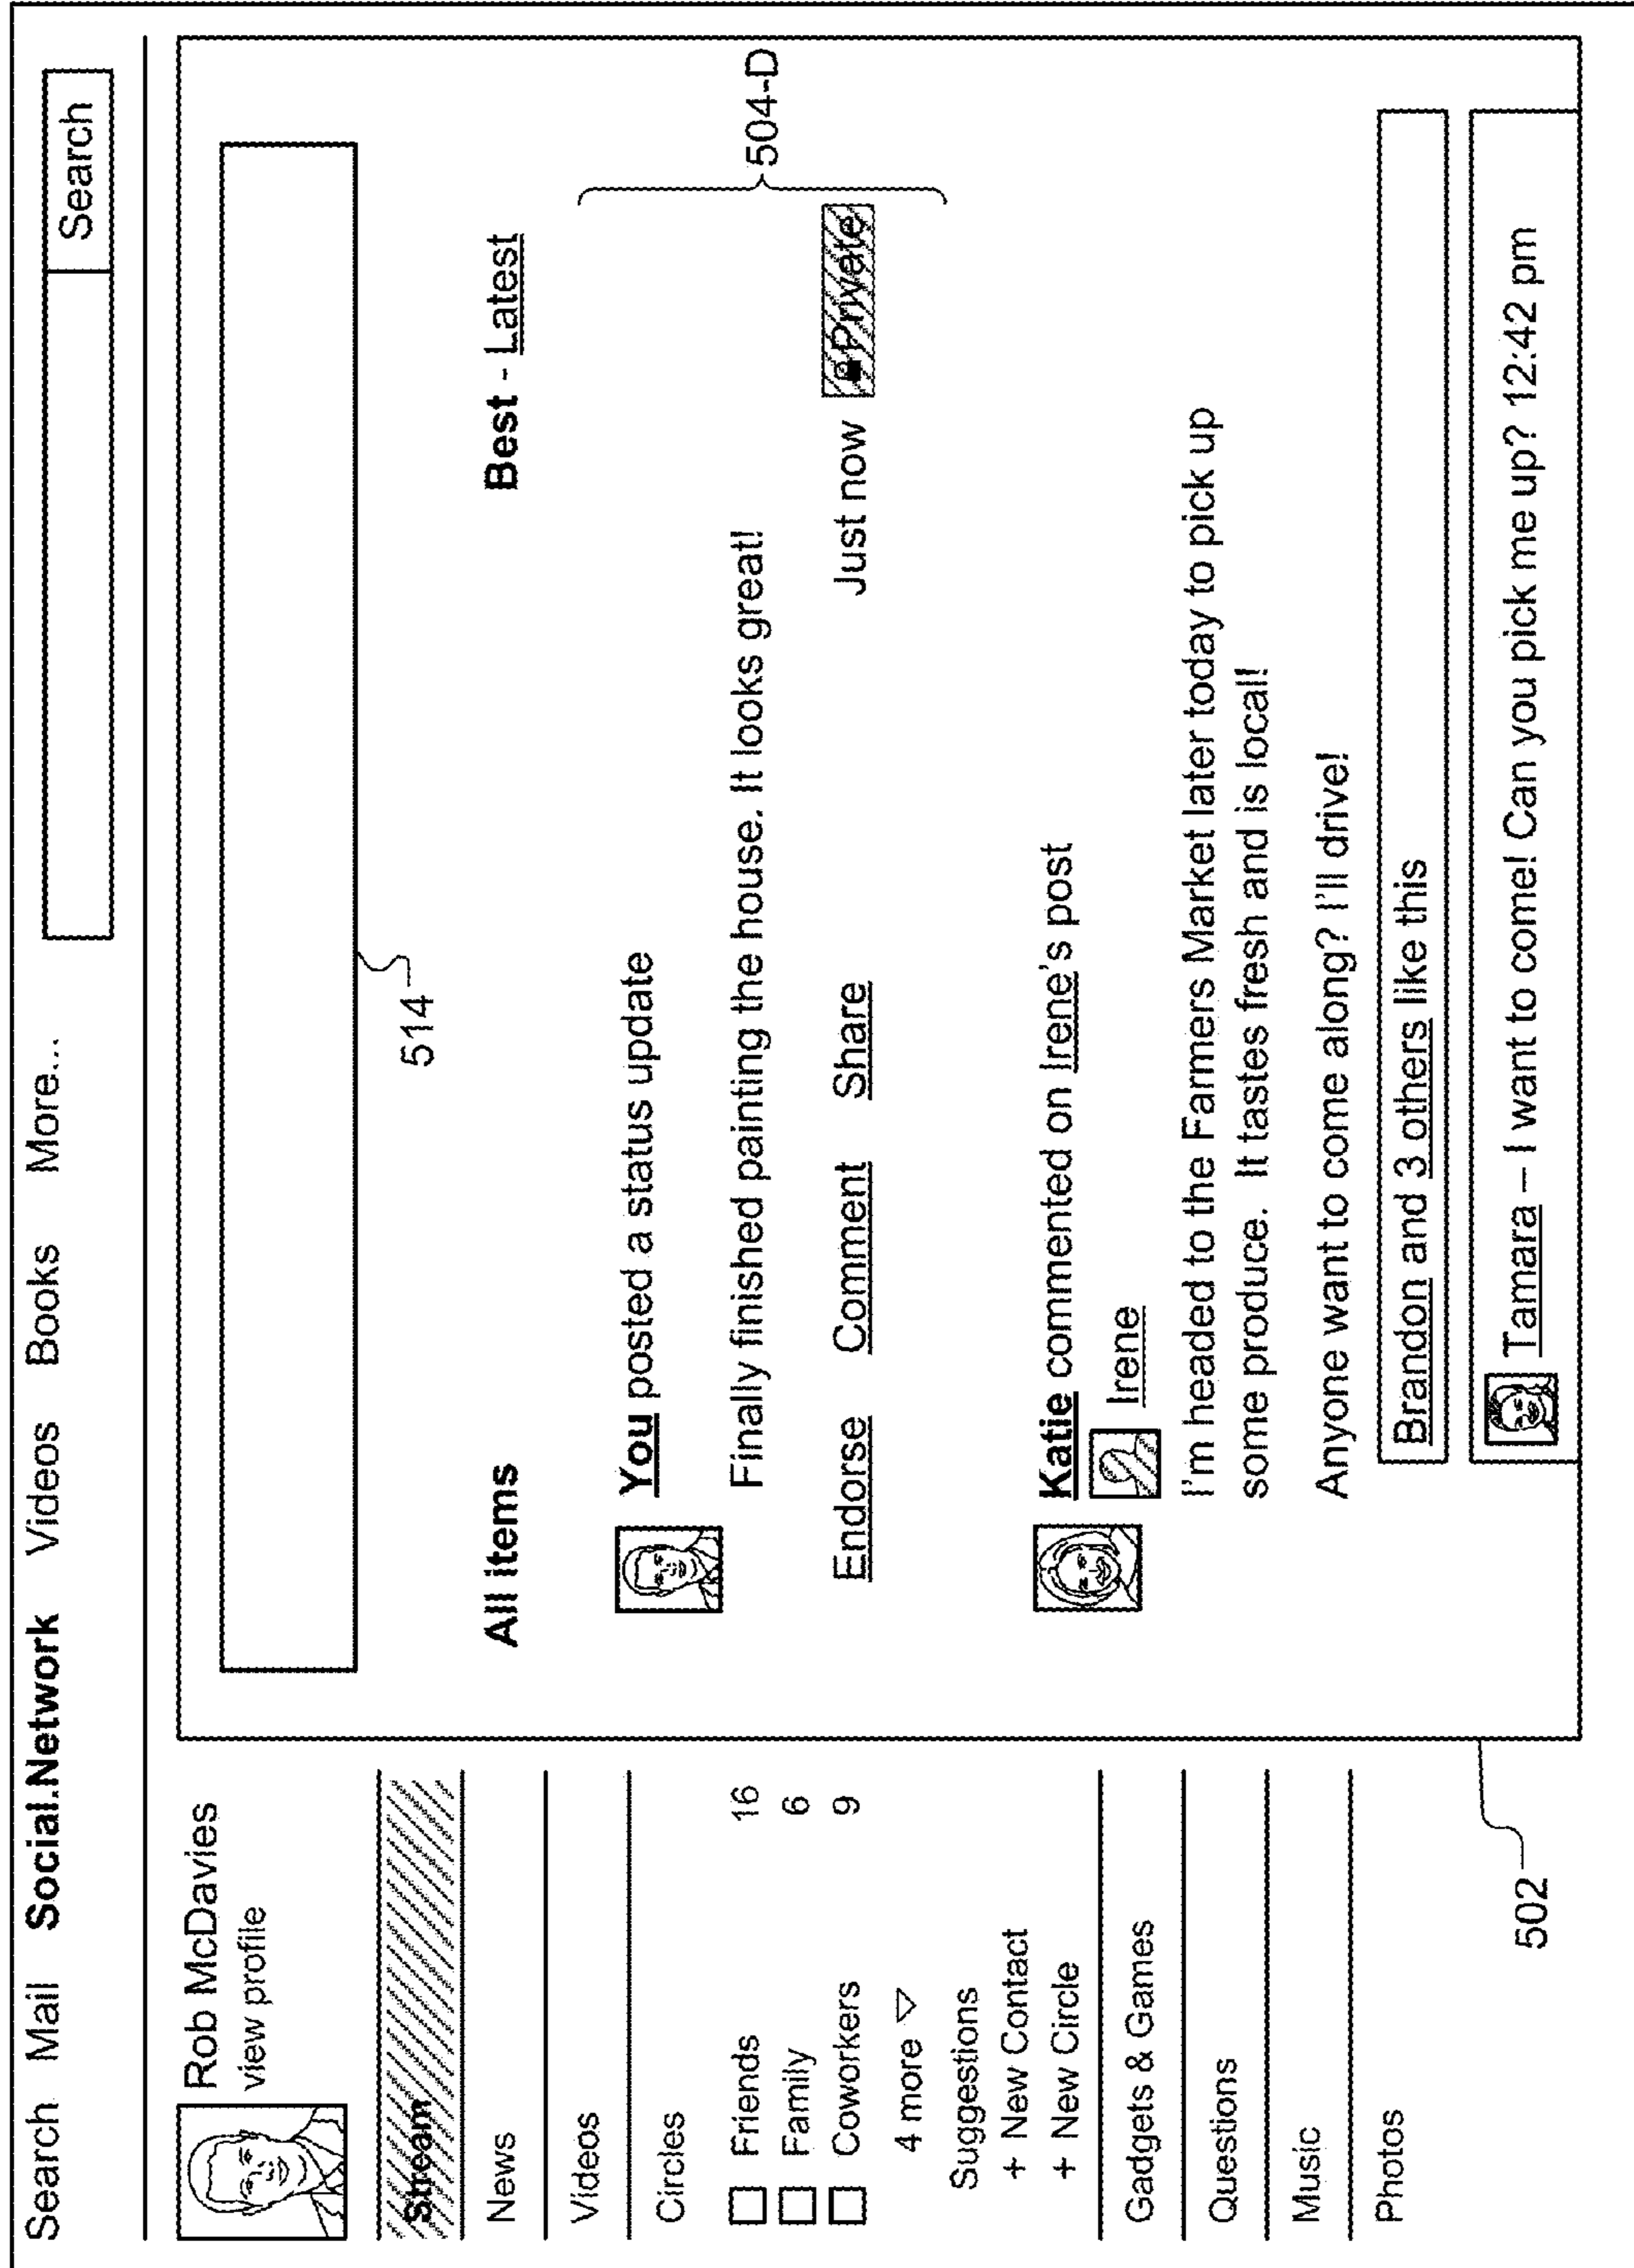 Search Mail Social.Network Videos Books More...
Search
Rob McDavies
view profile
Stream
News
Videos
Circles
Friends 16
Family 6
Coworkers 9
4 more
Suggestions
+ New Contact
+ New Circle
Gadgets & Games
Questions
Music
Photos
502
514
All items
Best - Latest
You posted a status update
Finally finished painting the house. It looks great!
Endorse Comment Share
Just now Private
504-D
Katie commented on Irene's post
Irene
I'm headed to the Farmers Market later today to pick up
some produce. It tastes fresh and is local!
Anyone want to come along? I'll drive!
Brandon and 3 others like this
Tamara – I want to come! Can you pick me up? 12:42 pm